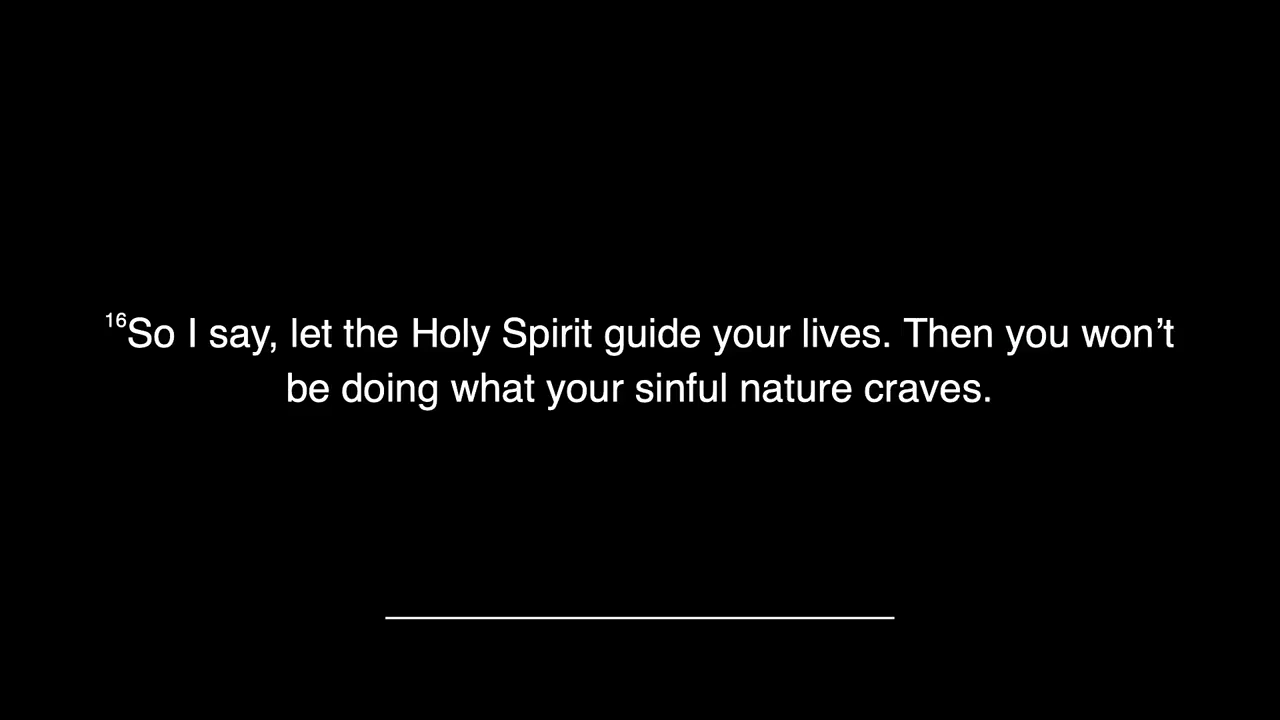 16So I say, let the Holy Spirit guide your lives. Then you won’t
be doing what your sinful nature craves.